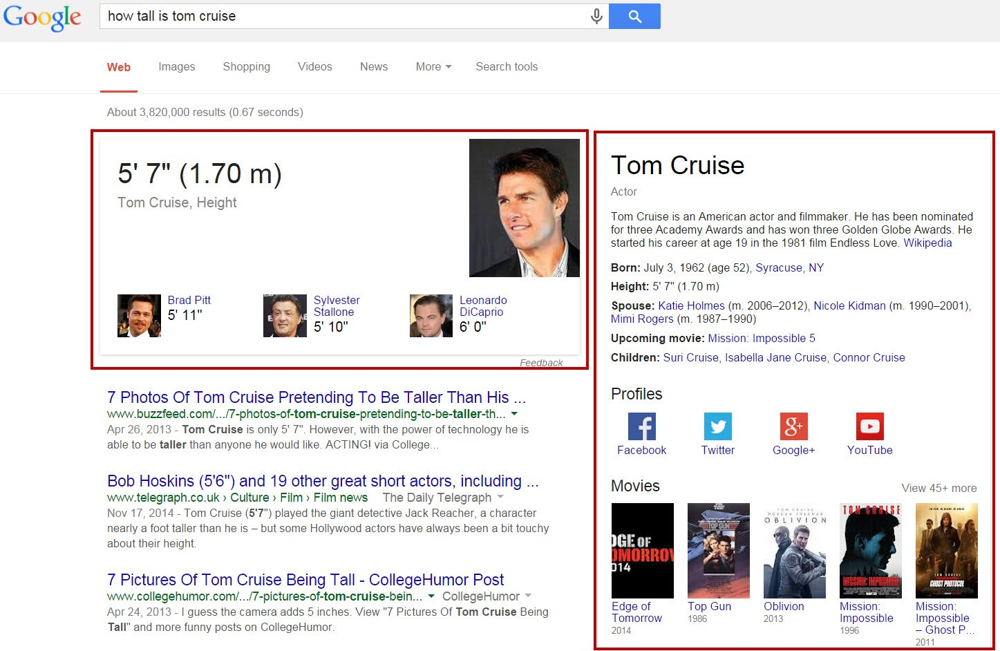 Google
how tall is tom cruise
Web Images Shopping Videos News More Search tools
About 3,820,000 results (0.67 seconds)
5' 7" (1.70 m)
Tom Cruise, Height
Brad Pitt
5' 11"
Sylvester
Stallone
5' 10"
Leonardo
DiCaprio
6' 0"
Feedback
7 Photos Of Tom Cruise Pretending To Be Taller Than His ...
www.buzzfeed.com/.../7-photos-of-tom-cruise-pretending-to-be-taller-th...
Apr 26, 2013 - Tom Cruise is only 5' 7". However, with the power of technology he is
able to be taller than anyone he would like. ACTING! via College...
Bob Hoskins (5'6") and 19 other great short actors, including ...
www.telegraph.co.uk › Culture › Film › Film news The Daily Telegraph
Nov 17, 2014 - Tom Cruise (5'7") played the giant detective Jack Reacher, a character
nearly a foot taller than he is – but some Hollywood actors have always been a bit touchy
about their height.
7 Pictures Of Tom Cruise Being Tall - CollegeHumor Post
www.collegehumor.com/.../7-pictures-of-tom-cruise-bein... CollegeHumor
Apr 24, 2013 - I guess the camera adds 5 inches. View "7 Pictures Of Tom Cruise Being
Tall" and more funny posts on CollegeHumor.
Tom Cruise
Actor
Tom Cruise is an American actor and filmmaker. He has been nominated
for three Academy Awards and has won three Golden Globe Awards. He
started his career at age 19 in the 1981 film Endless Love. Wikipedia
Born: July 3, 1962 (age 52), Syracuse, NY
Height: 5' 7" (1.70 m)
Spouse: Katie Holmes (m. 2006–2012), Nicole Kidman (m. 1990–2001),
Mimi Rogers (m. 1987–1990)
Upcoming movie: Mission: Impossible 5
Children: Suri Cruise, Isabella Jane Cruise, Connor Cruise
Profiles
Facebook Twitter Google+ YouTube
Movies View 45+ more
DGE OF
OMORROW
014
TOP GUN
OBLIVION
TOM CRUISE
MISSION: IMPOSSIBLE
GHOST PROTOCOL
Edge of
Tomorrow
2014
Top Gun
1986
Oblivion
2013
Mission:
Impossible
1996
Mission:
Impossible
– Ghost P...
2011